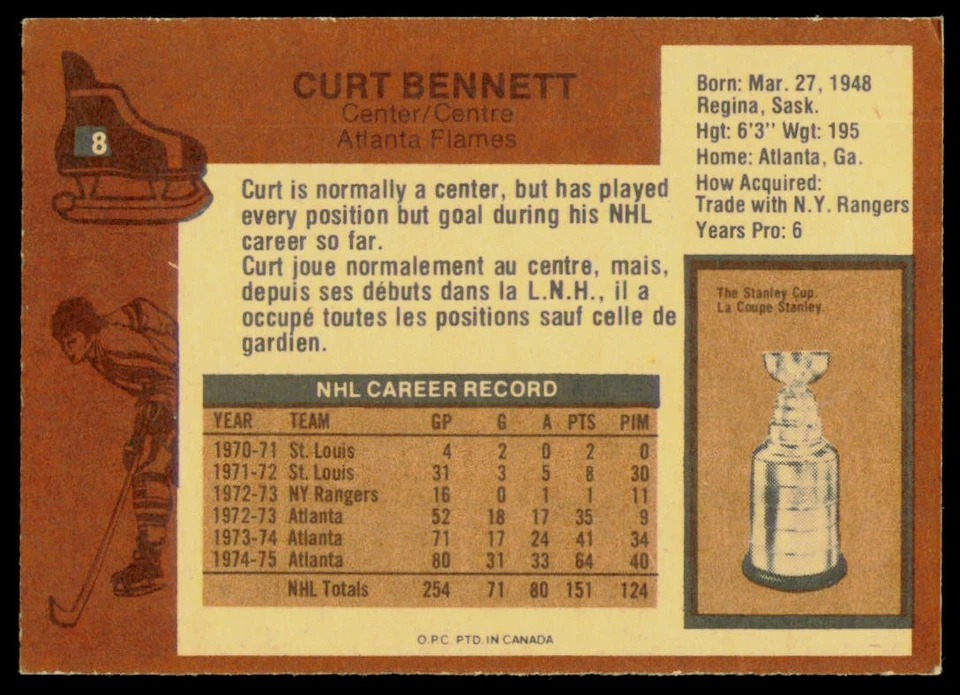 8
CURT BENNETT
Center/Centre
Atlanta Flames
Born: Mar. 27, 1948
Regina, Sask.
Hgt: 6'3'' Wgt: 195
Home: Atlanta, Ga.
How Acquired:
Trade with N.Y. Rangers
Years Pro: 6
Curt is normally a center, but has played
every position but goal during his NHL
career so far.
Curt joue normalement au centre, mais,
depuis ses débuts dans la L.N.H., il a
occupé toutes les positions sauf celle de
gardien.
The Stanley Cup.
La Coupe Stanley.
NHL CAREER RECORD
YEAR TEAM GP G A PTS PIM
1970-71 St. Louis 4 2 0 2 0
1971-72 St. Louis 31 3 5 8 30
1972-73 NY Rangers 16 0 1 1 11
1972-73 Atlanta 52 18 17 35 9
1973-74 Atlanta 71 17 24 41 34
1974-75 Atlanta 80 31 33 64 40
NHL Totals 254 71 80 151 124
O.P.C. PTD. IN CANADA